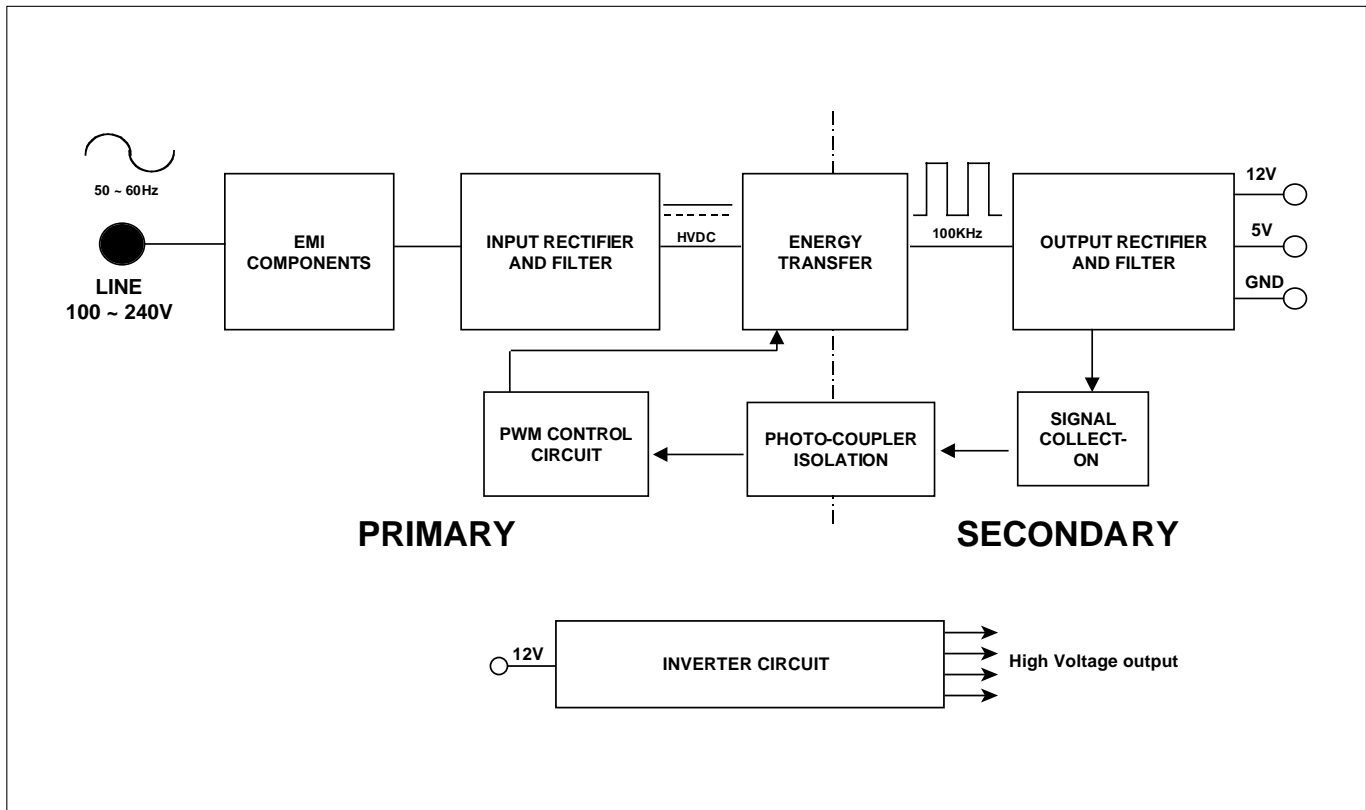 50 ~ 60Hz
LINE
100 ~ 240V
EMI
COMPONENTS
INPUT RECTIFIER
AND FILTER
HVDC
ENERGY
TRANSFER
100KHz
OUTPUT RECTIFIER
AND FILTER
12V
5V
GND
PWM CONTROL
CIRCUIT
PHOTO-COUPLER
ISOLATION
SIGNAL
COLLECT-
ON
PRIMARY
SECONDARY
12V
INVERTER CIRCUIT
High Voltage output